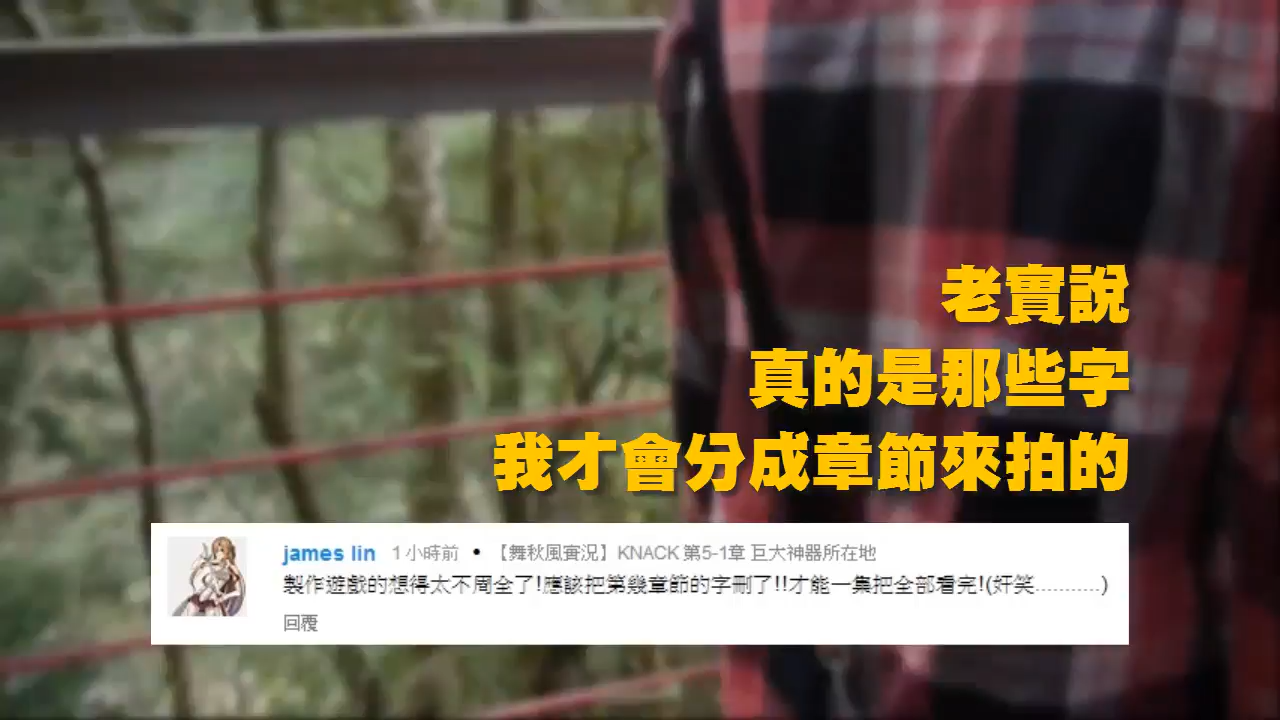 老實說
真的是那些字
我才會分成章節來拍的
james lin 1 小時前 • 【舞秋風實況】KNACK 第5-1章 巨大神器所在地
製作遊戲的想得太不周全了!應該把第幾章節的字刪了!!才能一集把全部看完!(奸笑...........)
回覆